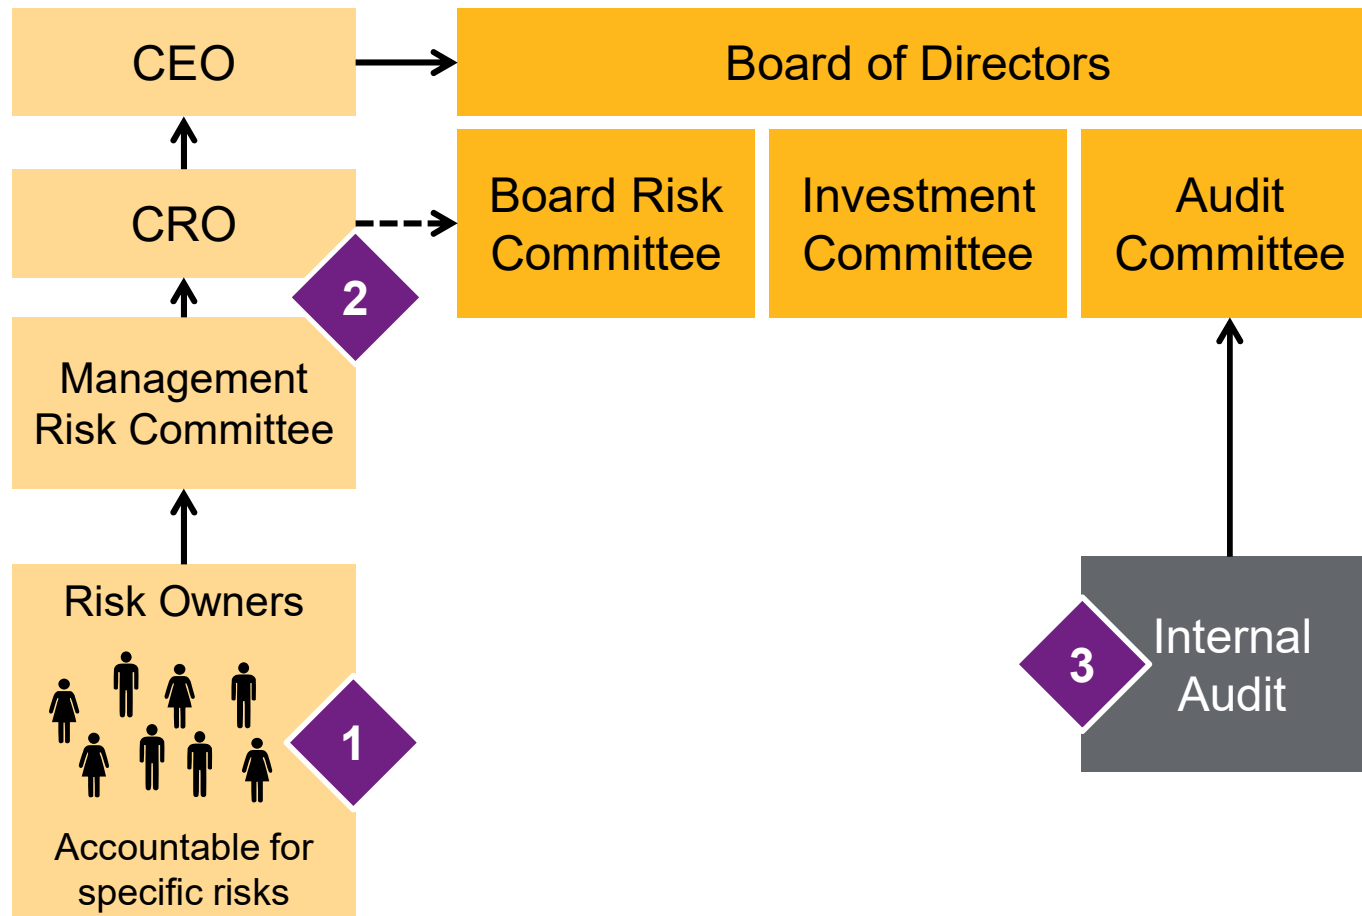 CEO
Board of Directors
CRO
Board Risk
Committee
Investment
Committee
Audit
Committee
2
Management
Risk Committee
Risk Owners
1
Accountable for
specific risks
3
Internal
Audit